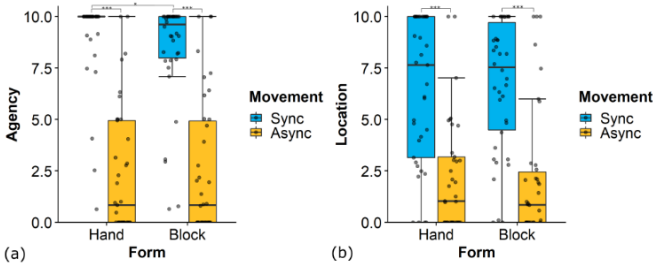 *
***
***
10.0
7.5
5.0
2.5
0.0
Agency
Hand
Block
Form
Movement
Sync
Async
(a)
***
***
10.0
7.5
5.0
2.5
0.0
Location
Hand
Block
Form
Movement
Sync
Async
(b)